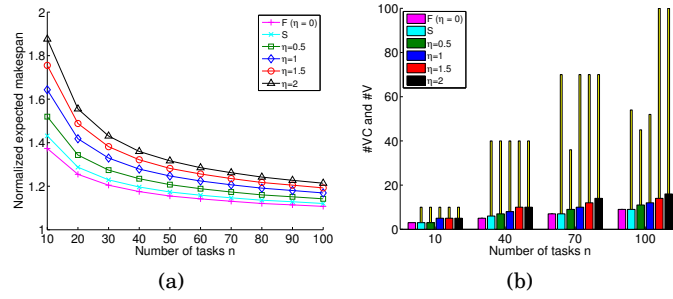 Normalized expected makespan
2
1.8
1.6
1.4
1.2
1
10 20 30 40 50 60 70 80 90 100
Number of tasks n
F (η = 0)
S
η=0.5
η=1
η=1.5
η=2
(a)
#VC and #V
100
80
60
40
20
0
10 40 70 100
Number of tasks n
F (η = 0)
S
η=0.5
η=1
η=1.5
η=2
(b)